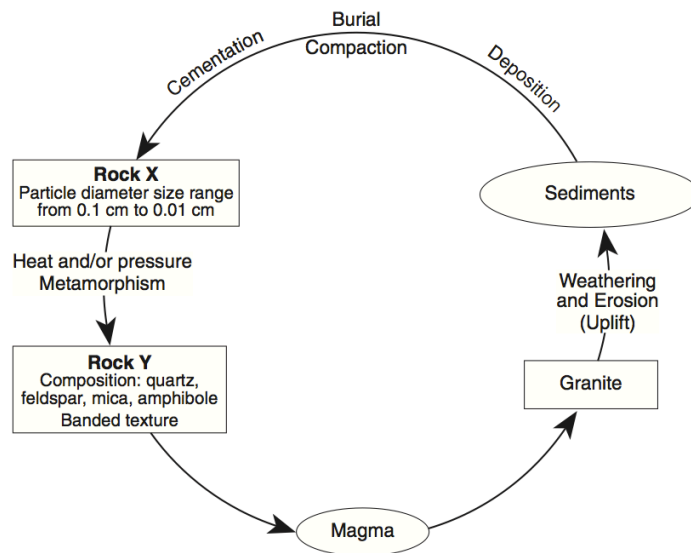 Burial
Compaction
Cementation
Deposition
Rock X
Particle diameter size range
from 0.1 cm to 0.01 cm
Sediments
Heat and/or pressure
Metamorphism
Weathering
and Erosion
(Uplift)
Rock Y
Composition: quartz,
feldspar, mica, amphibole
Banded texture
Granite
Magma